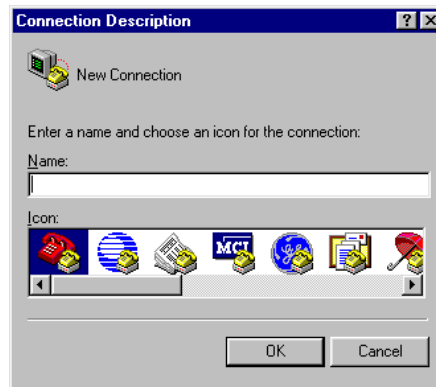 Connection Description
New Connection
Enter a name and choose an icon for the connection:
Name:
Icon:
MCI
OK Cancel